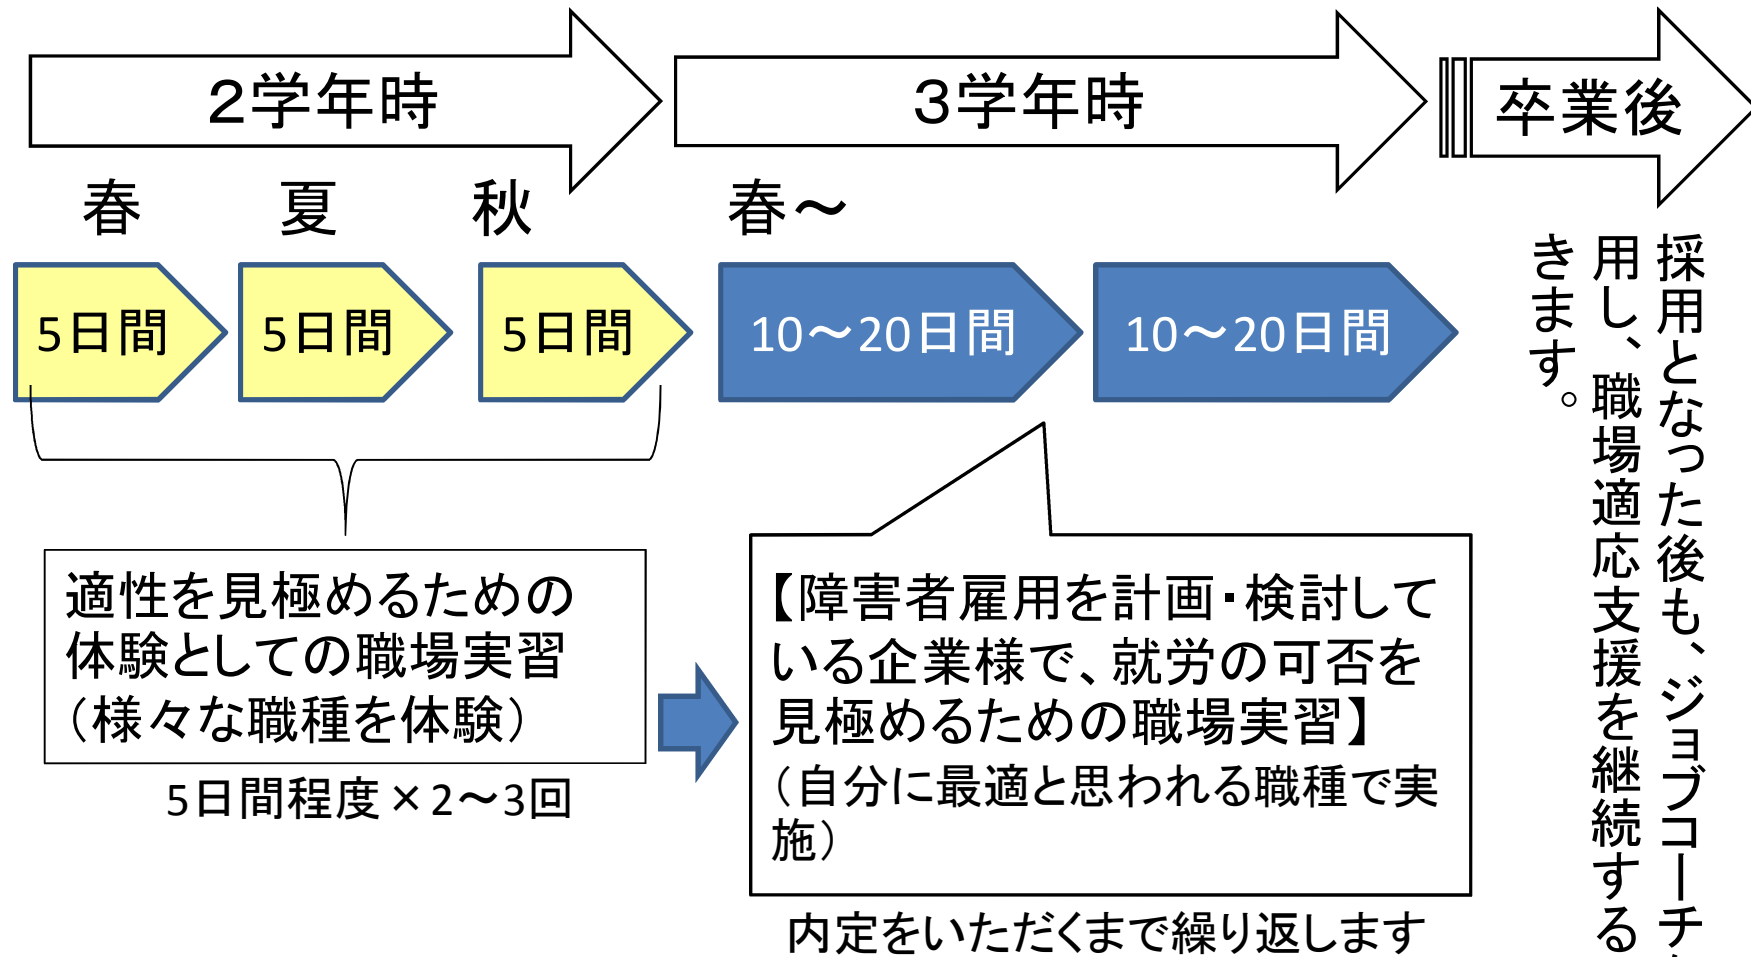 2学年時
3学年時
卒業後
春
夏
秋
春～
5日間
5日間
5日間
10～20日間
10～20日間
適性を見極めるための
体験としての職場実習
（様々な職種を体験）
5日間程度×2～3回
【障害者雇用を計画・検討して
いる企業様で、就労の可否を
見極めるための職場実習】
（自分に最適と思われる職種で実
施）
内定をいただくまで繰り返します
採用となった後も、ジョブコーチ
用し、職場適応支援を継続する
きます。